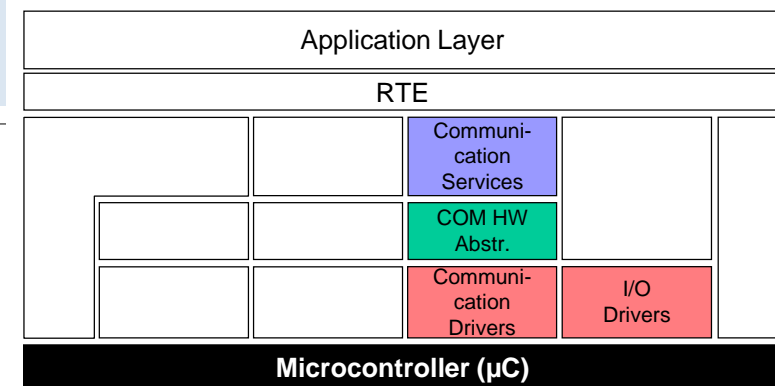 Application Layer
RTE
Communi-
cation
Services
COM HW
Abstr.
Communi-
cation
Drivers
I/O
Drivers
Microcontroller (µC)